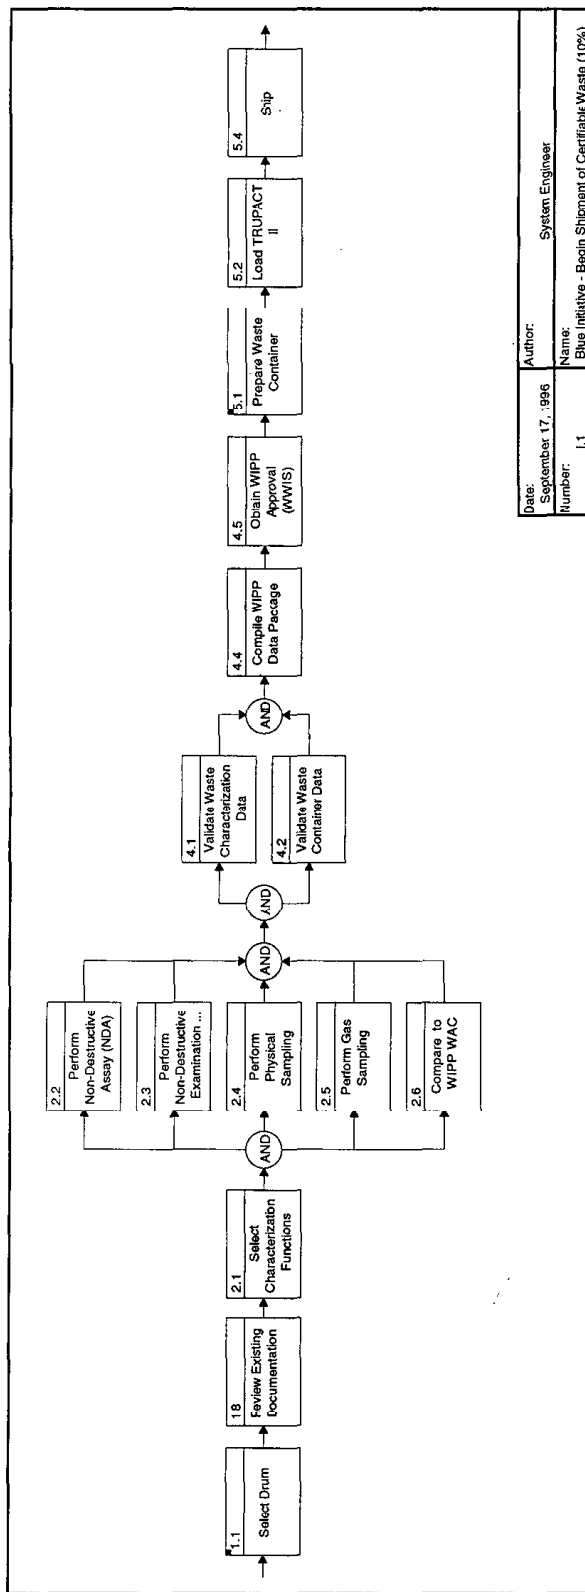 1.1
Select Drum
18
Review Existing
Documentation
2.1
Select
Characterization
Functions
AND
2.2
Perform
Non-Destructive
Assay (NDA)
2.3
Perform
Non-Destructive
Examination ...
2.4
Perform
Physical
Sampling
2.5
Perform Gas
Sampling
2.6
Compare to
WIPP WAC
AND
AND
4.1
Validate Waste
Characterization
Data
4.2
Validate Waste
Container Data
AND
4.4
Compile WIPP
Data Package
4.5
Obtain WIPP
Approval
(WWIS)
5.1
Prepare Waste
Container
5.2
Load TRUPACT
II
5.4
Ship
Date:
September 17, 1996
Author:
System Engineer
Number:
I.1
Name:
Blue Initiative - Begin Shipment of Certifiable Waste (10%)